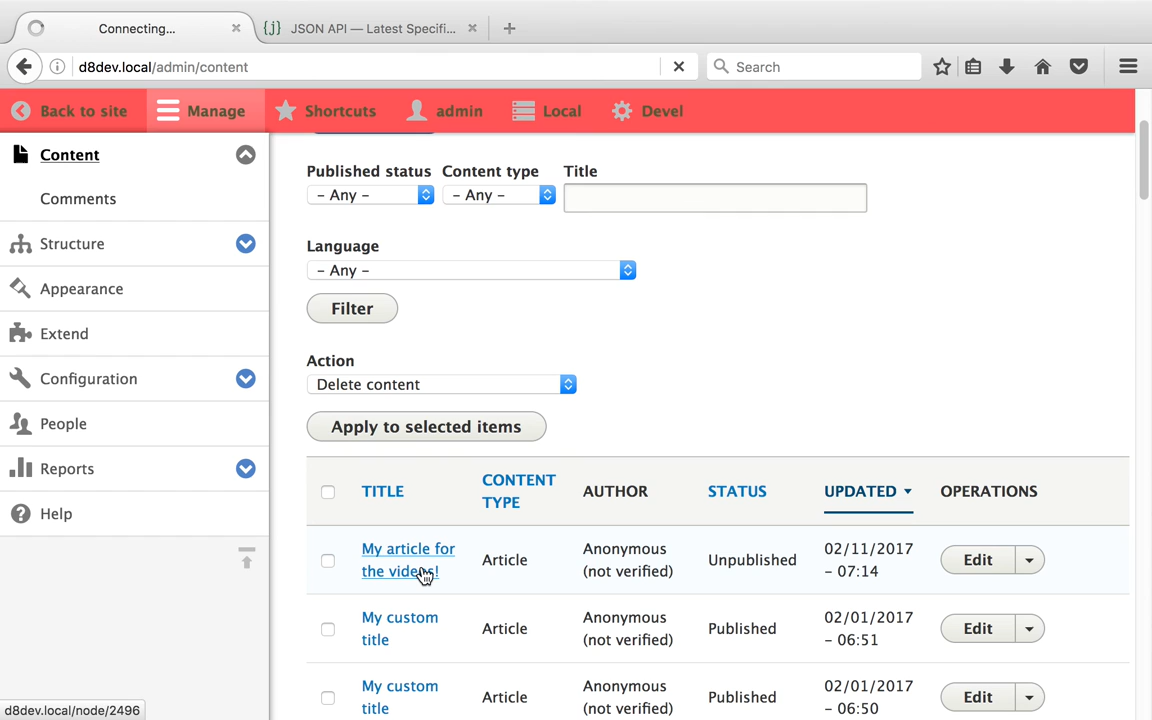 Connecting...
{j} JSON API — Latest Specifi...
d8dev.local/admin/content
Search
Back to site
Manage
Shortcuts
admin
Local
Devel
Content
Comments
Structure
Appearance
Extend
Configuration
People
Reports
Help
Published status
Content type
Title
– Any –
– Any –
Language
– Any –
Filter
Action
Delete content
Apply to selected items
TITLE
CONTENT
TYPE
AUTHOR
STATUS
UPDATED
OPERATIONS
My article for
the video!
Article
Anonymous
(not verified)
Unpublished
02/11/2017
– 07:14
Edit
My custom
title
Article
Anonymous
(not verified)
Published
02/01/2017
– 06:51
Edit
My custom
title
Article
Anonymous
(not verified)
Published
02/01/2017
– 06:50
Edit
d8dev.local/node/2496